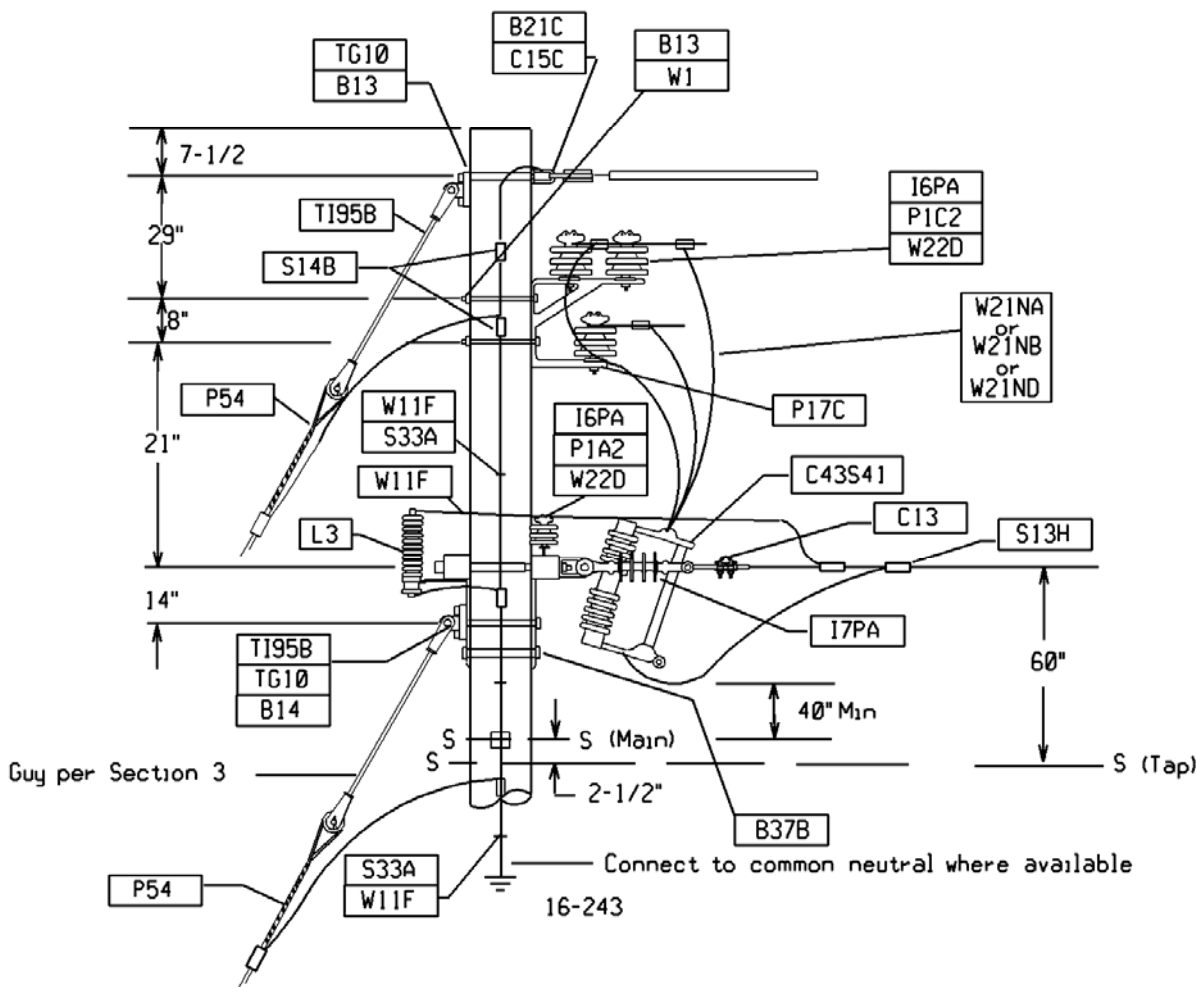 B21C
C15C
B13
W1
TG10
B13
7-1/2
I6PA
P1C2
W22D
TI95B
29"
S14B
W21NA
or
W21NB
or
W21ND
8"
P54
P17C
W11F
S33A
I6PA
P1A2
W22D
21"
C43S41
W11F
C13
L3
S13H
14"
I7PA
TI95B
TG10
B14
60"
40" Min
S S (Main)
S S (Tap)
Guy per Section 3
2-1/2"
B37B
S33A
W11F
Connect to common neutral where available
P54
16-243